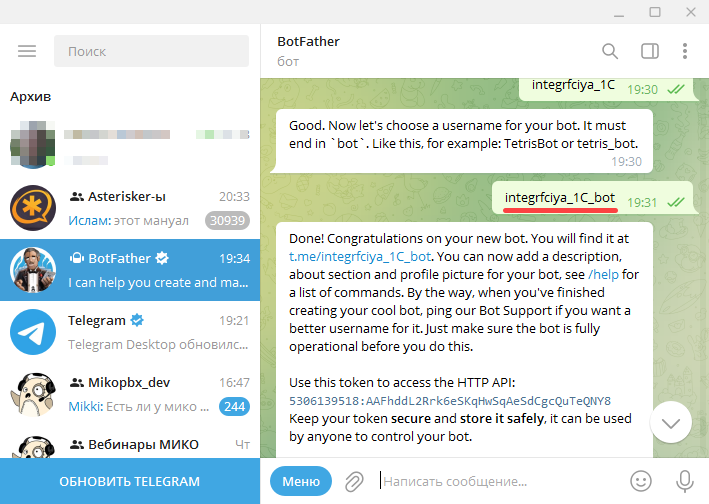 Поиск
Архив
Asterisker-ы 20:33
Ислам: этот мануал 30939
BotFather 19:34
I can help you create and ma...
Telegram 19:21
Telegram Desktop обновилс...
Mikopbx_dev 16:47
Mikki: Есть ли у мико ... 244
Вебинары МИКО Чт
ОБНОВИТЬ TELEGRAM
BotFather
бот
integrfciya_1C 19:30
Good. Now let's choose a username for your bot. It must
end in `bot`. Like this, for example: TetrisBot or tetris_bot.
19:30
integrfciya_1C_bot 19:31
Done! Congratulations on your new bot. You will find it at
t.me/integrfciya_1C_bot. You can now add a description,
about section and profile picture for your bot, see /help for
a list of commands. By the way, when you've finished
creating your cool bot, ping our Bot Support if you want a
better username for it. Just make sure the bot is fully
operational before you do this.
Use this token to access the HTTP API:
5306139518:AAFhddL2Rrk6eSKqHwSqAeSdCgcQuTeQNY8
Keep your token secure and store it safely, it can be used
by anyone to control your bot.
Меню
Написать сообщение...